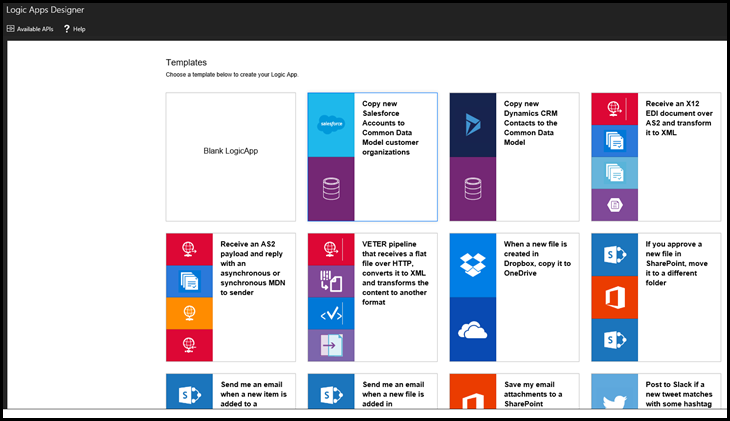 Logic Apps Designer
Available APIs
? Help
Templates
Choose a template below to create your Logic App.
Blank LogicApp
salesforce
Copy new
Salesforce
Accounts to
Common Data
Model customer
organizations
Copy new
Dynamics CRM
Contacts to the
Common Data
Model
Receive an X12
EDI document over
AS2 and transform
it to XML
Receive an AS2
payload and reply
with an
asynchronous or
synchronous MDN
to sender
VETER pipeline
that receives a flat
file over HTTP,
converts it to XML
and transforms the
content to another
format
When a new file is
created in
Dropbox, copy it to
OneDrive
If you approve a
new file in
SharePoint, move
it to a different
folder
Send me an email
when a new item is
added to a
Send me an email
when a new file is
added in
Save my email
attachments to a
SharePoint
Post to Slack if a
new tweet matches
with some hashtag